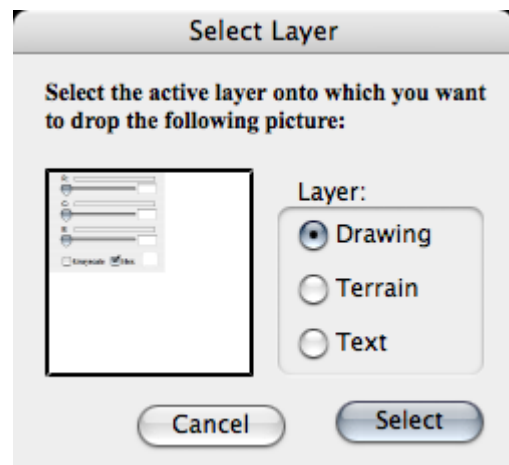 Select Layer
Select the active layer onto which you want
to drop the following picture:
Layer:
Drawing
Terrain
Text
R:
G:
B:
Grayscale
Cancel
Select